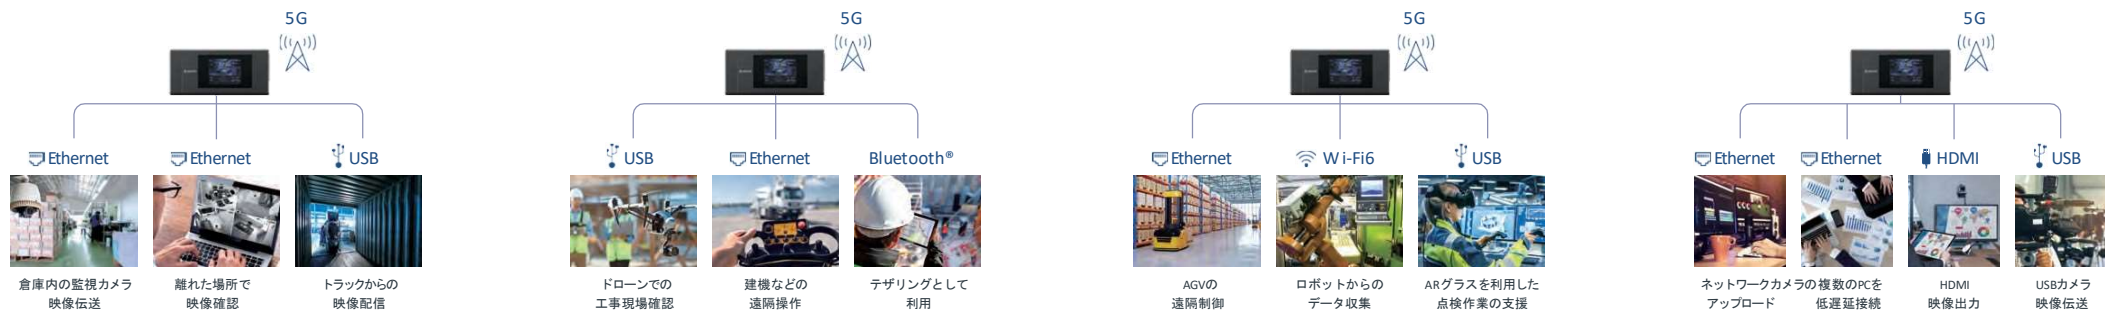 5G
Ethernet
Ethernet
USB
倉庫内の監視カメラ
映像伝送
離れた場所で
映像確認
トラックからの
映像配信
5G
USB
Ethernet
Bluetooth®
ドローンでの
工事現場確認
建機などの
遠隔操作
テザリングとして
利用
5G
Ethernet
Wi-Fi6
USB
AGVの
遠隔制御
ロボットからの
データ収集
ARグラスを利用した
点検作業の支援
5G
Ethernet
Ethernet
HDMI
USB
ネットワークカメラの
アップロード
複数のPCを
低遅延接続
HDMI
映像出力
USBカメラ
映像伝送